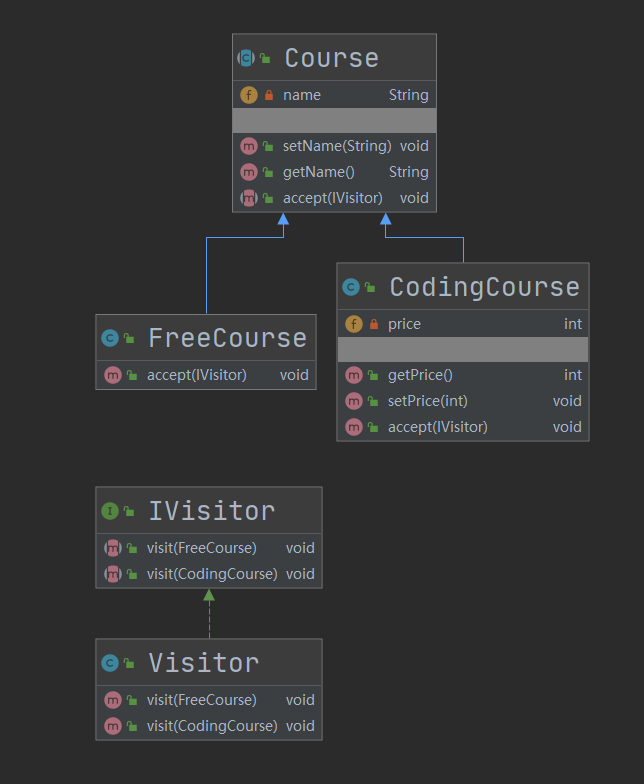 Course
name String
setName(String) void
getName() String
accept(IVisitor) void
CodingCourse
price int
getPrice() int
setPrice(int) void
accept(IVisitor) void
FreeCourse
accept(IVisitor) void
IVisitor
visit(FreeCourse) void
visit(CodingCourse) void
Visitor
visit(FreeCourse) void
visit(CodingCourse) void